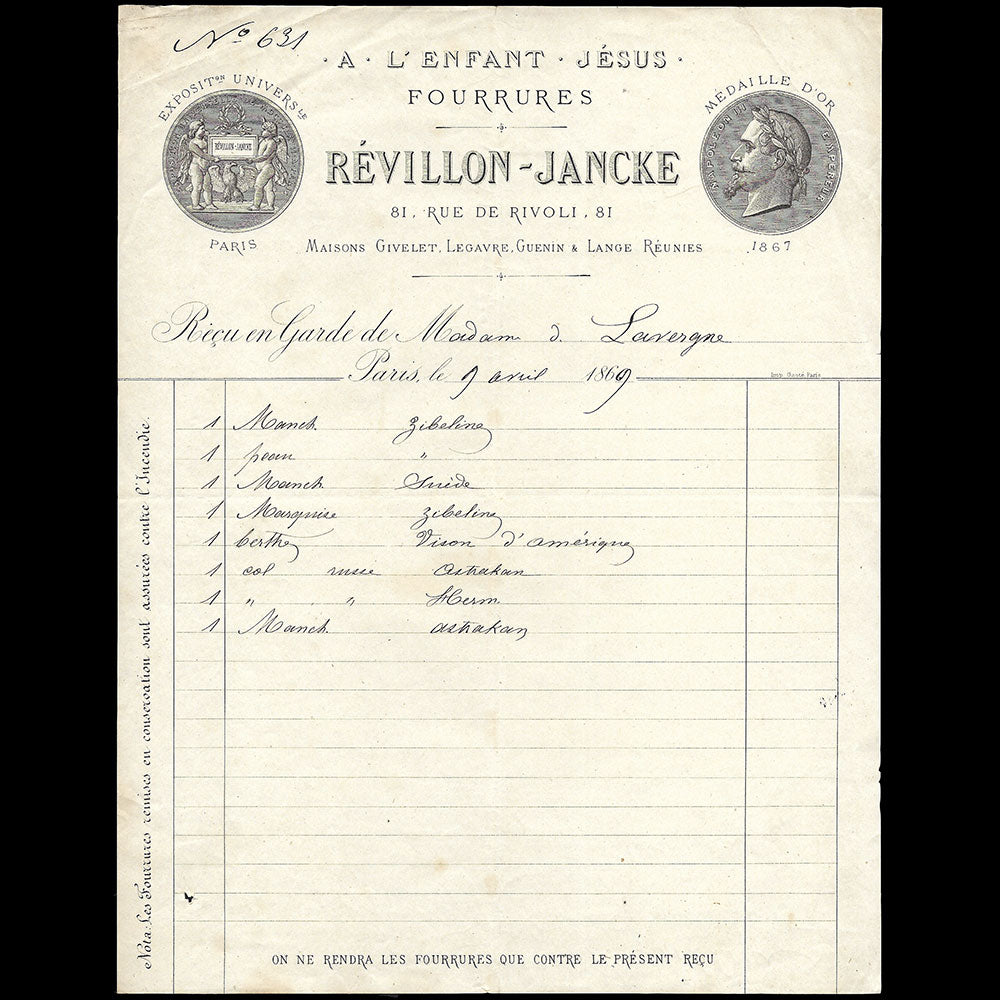 No 631
· A · L'ENFANT · JÉSUS ·
FOURRURES
RÉVILLON-JANCKE
81, RUE DE RIVOLI, 81
MAISONS GIVELET, LEGAVRE, GUENIN & LANGE RÉUNIES
EXPOSITON UNIVERSLE
RÉVILLON-JANCKE
PARIS
MÉDAILLE D'OR
NAPOLEON III EMPEREUR
1867
Reçu en Garde de Madame d. Lavergne
Paris, le 9 avril 1869
Paris
1 Manch. Zibeline
1 peau "
1 Manch. Suède
1 Marquise Zibeline
1 berthe Vison d'amérique
1 col russe Astrakan
1 " " Herm.
1 Manch. astrakan
Nota: Les Fourrures remises en conservation sont assurées contre l'Incendie.
ON NE RENDRA LES FOURRURES QUE CONTRE LE PRÉSENT REÇU